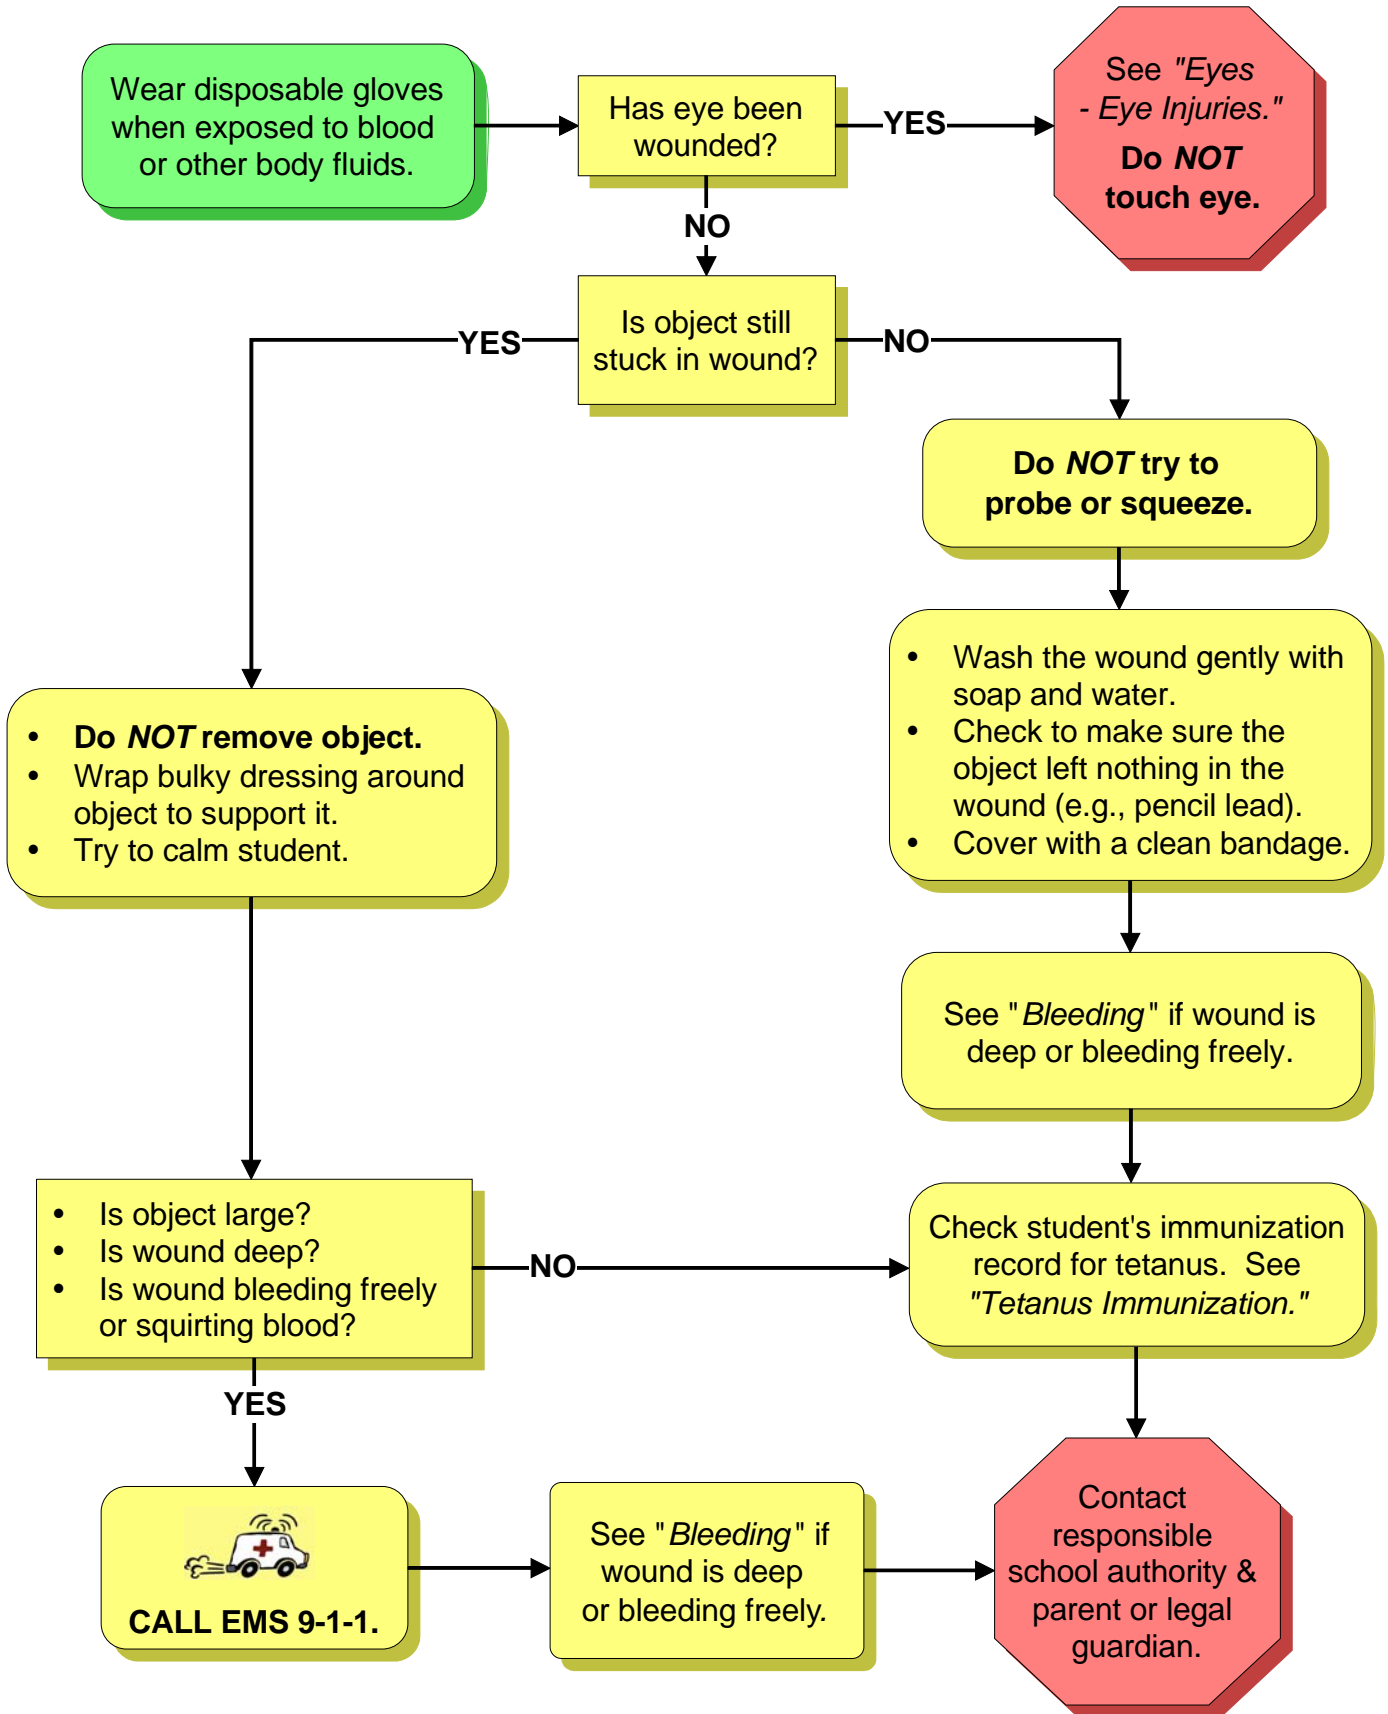 Wear disposable gloves
when exposed to blood
or other body fluids.
Has eye been
wounded?
YES
See "Eyes
- Eye Injuries."
Do NOT
touch eye.
NO
Is object still
stuck in wound?
YES
NO
Do NOT try to
probe or squeeze.
• Wash the wound gently with
soap and water.
• Check to make sure the
object left nothing in the
wound (e.g., pencil lead).
• Cover with a clean bandage.
• Do NOT remove object.
• Wrap bulky dressing around
object to support it.
• Try to calm student.
See "Bleeding" if wound is
deep or bleeding freely.
• Is object large?
• Is wound deep?
• Is wound bleeding freely
or squirting blood?
NO
Check student's immunization
record for tetanus. See
"Tetanus Immunization."
YES
CALL EMS 9-1-1.
See "Bleeding" if
wound is deep
or bleeding freely.
Contact
responsible
school authority &
parent or legal
guardian.